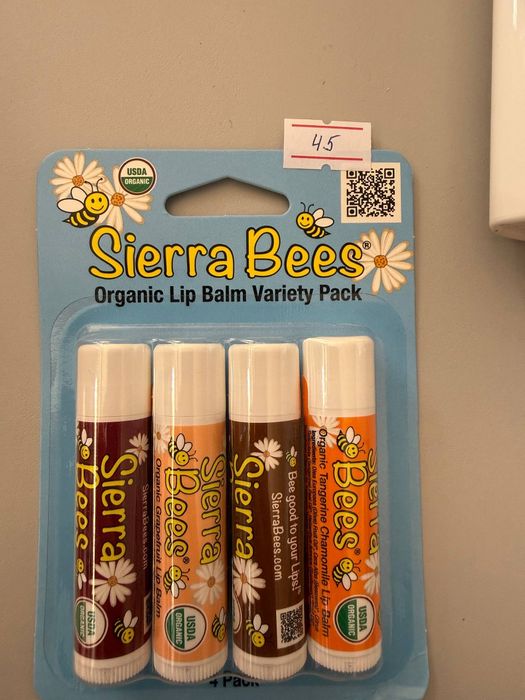 45
USDA
ORGANIC
Sierra Bees®
Organic Lip Balm Variety Pack
Sierra
Bees
SierraBees.com
USDA
ORGANIC
Sierra
Bees®
Organic Grapefruit Lip Balm
USDA
ORGANIC
Sierra
Bee good to your Lips!™
SierraBees.com
Sierra
Bees®
Organic Tangerine Chamomile Lip Balm
USDA
ORGANIC
4 Pack